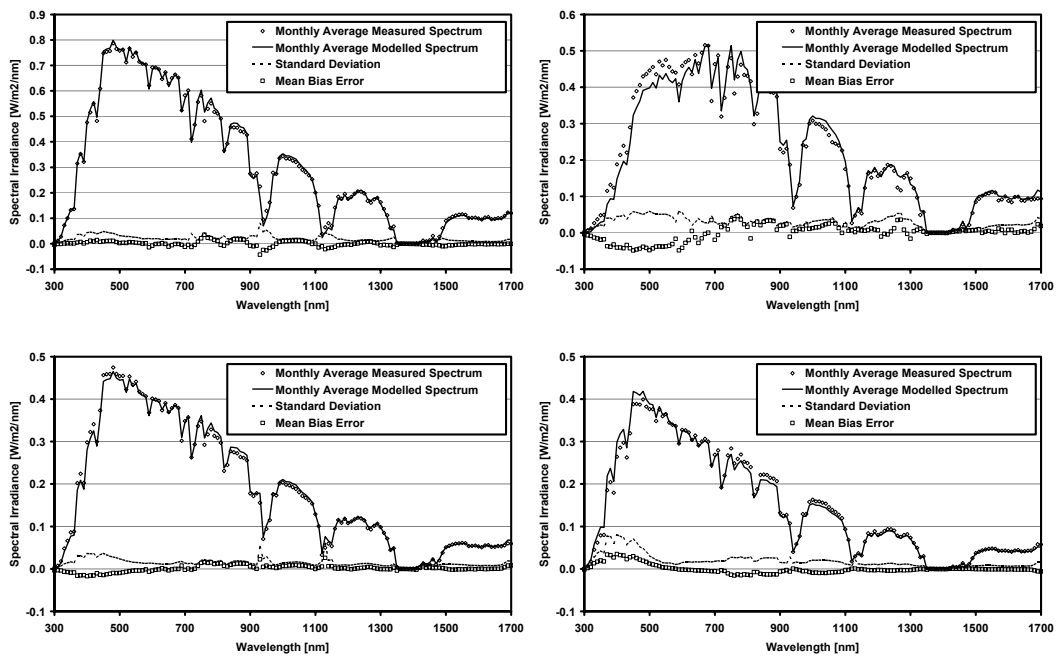 0.9
0.8
0.7
0.6
0.5
0.4
0.3
0.2
0.1
0.0
-0.1
Spectral Irradiance [W/m2/nm]
Monthly Average Measured Spectrum
Monthly Average Modelled Spectrum
Standard Deviation
Mean Bias Error
300 500 700 900 1100 1300 1500 1700
Wavelength [nm]
0.6
0.5
0.4
0.3
0.2
0.1
0.0
-0.1
Spectral Irradiance [W/m2/nm]
Monthly Average Measured Spectrum
Monthly Average Modelled Spectrum
Standard Deviation
Mean Bias Error
300 500 700 900 1100 1300 1500 1700
Wavelength [nm]
0.5
0.4
0.3
0.2
0.1
0.0
-0.1
Spectral Irradiance [W/m2/nm]
Monthly Average Measured Spectrum
Monthly Average Modelled Spectrum
Standard Deviation
Mean Bias Error
300 500 700 900 1100 1300 1500 1700
Wavelength [nm]
0.5
0.4
0.3
0.2
0.1
0.0
-0.1
Spectral Irradiance [W/m2/nm]
Monthly Average Measured Spectrum
Monthly Average Modelled Spectrum
Standard Deviation
Mean Bias Error
300 500 700 900 1100 1300 1500 1700
Wavelength [nm]